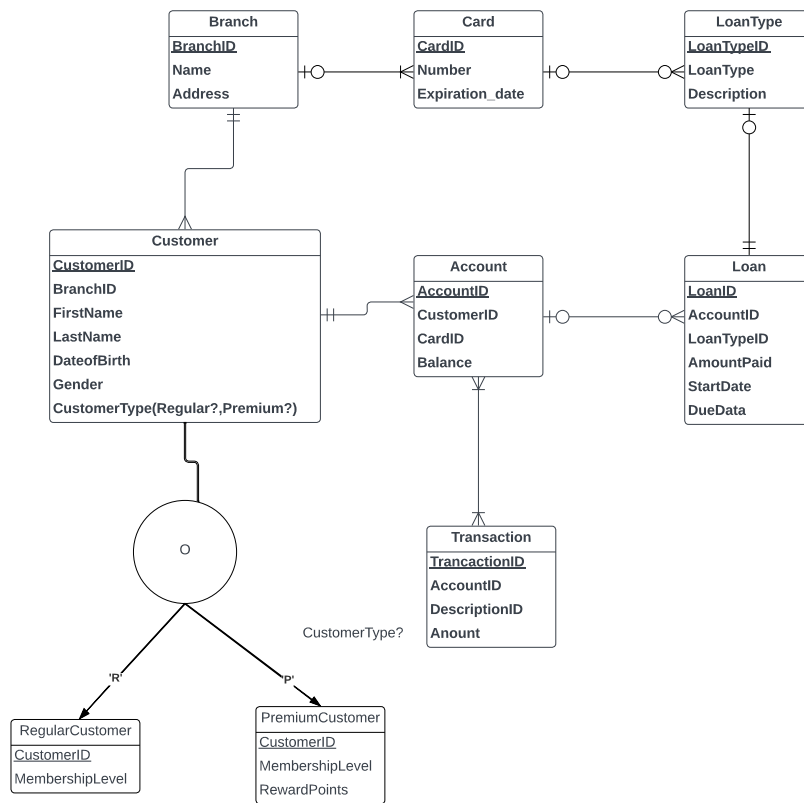 Branch
BranchID
Name
Address
Card
CardID
Number
Expiration_date
LoanType
LoanTypeID
LoanType
Description
Customer
CustomerID
BranchID
FirstName
LastName
DateofBirth
Gender
CustomerType(Regular?,Premium?)
Account
AccountID
CustomerID
CardID
Balance
Loan
LoanID
AccountID
LoanTypeID
AmountPaid
StartDate
DueData
O
Transaction
TrancactionID
AccountID
DescriptionID
Anount
CustomerType?
'R'
'P'
RegularCustomer
CustomerID
MembershipLevel
PremiumCustomer
CustomerID
MembershipLevel
RewardPoints